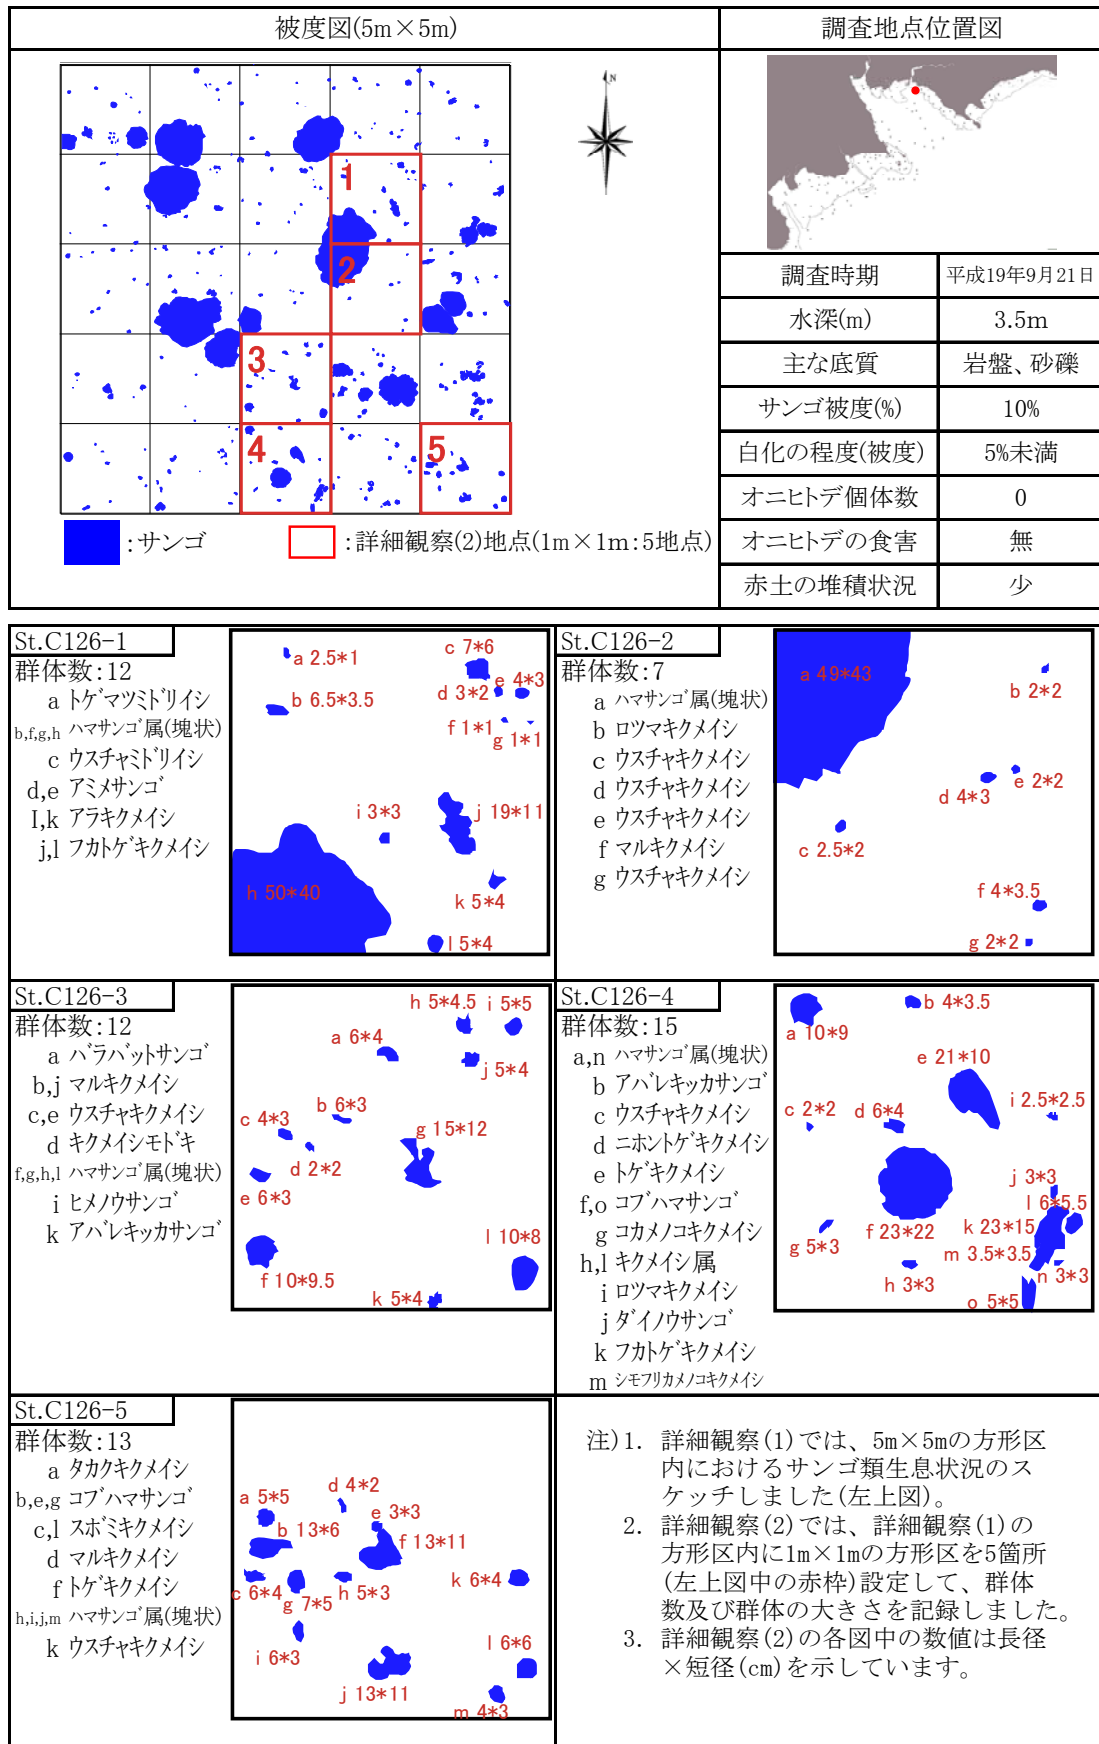 被度図(5m×5m)
調査地点位置図
N
1
2
3
4
5
:サンゴ
:詳細観察(2)地点(1m×1m:5地点)
調査時期 平成19年9月21日
水深(m) 3.5m
主な底質 岩盤、砂礫
サンゴ被度(%) 10%
白化の程度(被度) 5%未満
オニヒトデ個体数 0
オニヒトデの食害 無
赤土の堆積状況 少
St.C126-1
群体数:12
a トゲマツミドリイシ
b,f,g,h ハマサンゴ属(塊状)
c ウスチャミドリイシ
d,e アミメサンゴ
I,k アラキクメイシ
j,l フカトゲキクメイシ
a 2.5*1
b 6.5*3.5
c 7*6
e 4*3
d 3*2
f 1*1
g 1*1
i 3*3
j 19*11
h 50*40
k 5*4
l 5*4
St.C126-2
群体数:7
a ハマサンゴ属(塊状)
b ロツマキクメイシ
c ウスチャキクメイシ
d ウスチャキクメイシ
e ウスチャキクメイシ
f マルキクメイシ
g ウスチャキクメイシ
a 49*43
b 2*2
e 2*2
d 4*3
c 2.5*2
f 4*3.5
g 2*2
St.C126-3
群体数:12
a バラバットサンゴ
b,j マルキクメイシ
c,e ウスチャキクメイシ
d キクメイシモドキ
f,g,h,l ハマサンゴ属(塊状)
i ヒメノウサンゴ
k アバレキッカサンゴ
h 5*4.5 i 5*5
a 6*4
j 5*4
b 6*3
c 4*3
g 15*12
d 2*2
e 6*3
l 10*8
f 10*9.5
k 5*4
St.C126-4
群体数:15
a,n ハマサンゴ属(塊状)
b アバレキッカサンゴ
c ウスチャキクメイシ
d ニホントゲキクメイシ
e トゲキクメイシ
f,o コブハマサンゴ
g コカメノコキクメイシ
h,l キクメイシ属
i ロツマキクメイシ
j ダイノウサンゴ
k フカトゲキクメイシ
m シモフリカメノコキクメイシ
b 4*3.5
a 10*9
e 21*10
i 2.5*2.5
c 2*2
d 6*4
j 3*3
l 6*5.5
k 23*15
f 23*22
g 5*3
m 3.5*3.5
n 3*3
h 3*3
o 5*5
St.C126-5
群体数:13
a タカクキクメイシ
b,e,g コブハマサンゴ
c,l スボミキクメイシ
d マルキクメイシ
f トゲキクメイシ
h,i,j,m ハマサンゴ属(塊状)
k ウスチャキクメイシ
d 4*2
a 5*5
e 3*3
b 13*6
f 13*11
k 6*4
c 6*4
h 5*3
g 7*5
i 6*3
l 6*6
j 13*11
m 4*3
注)1. 詳細観察(1)では、5m×5mの方形区
内におけるサンゴ類生息状況のス
ケッチしました(左上図)。
2. 詳細観察(2)では、詳細観察(1)の
方形区内に1m×1mの方形区を5箇所
(左上図中の赤枠)設定して、群体
数及び群体の大きさを記録しました。
3. 詳細観察(2)の各図中の数値は長径
×短径(cm)を示しています。